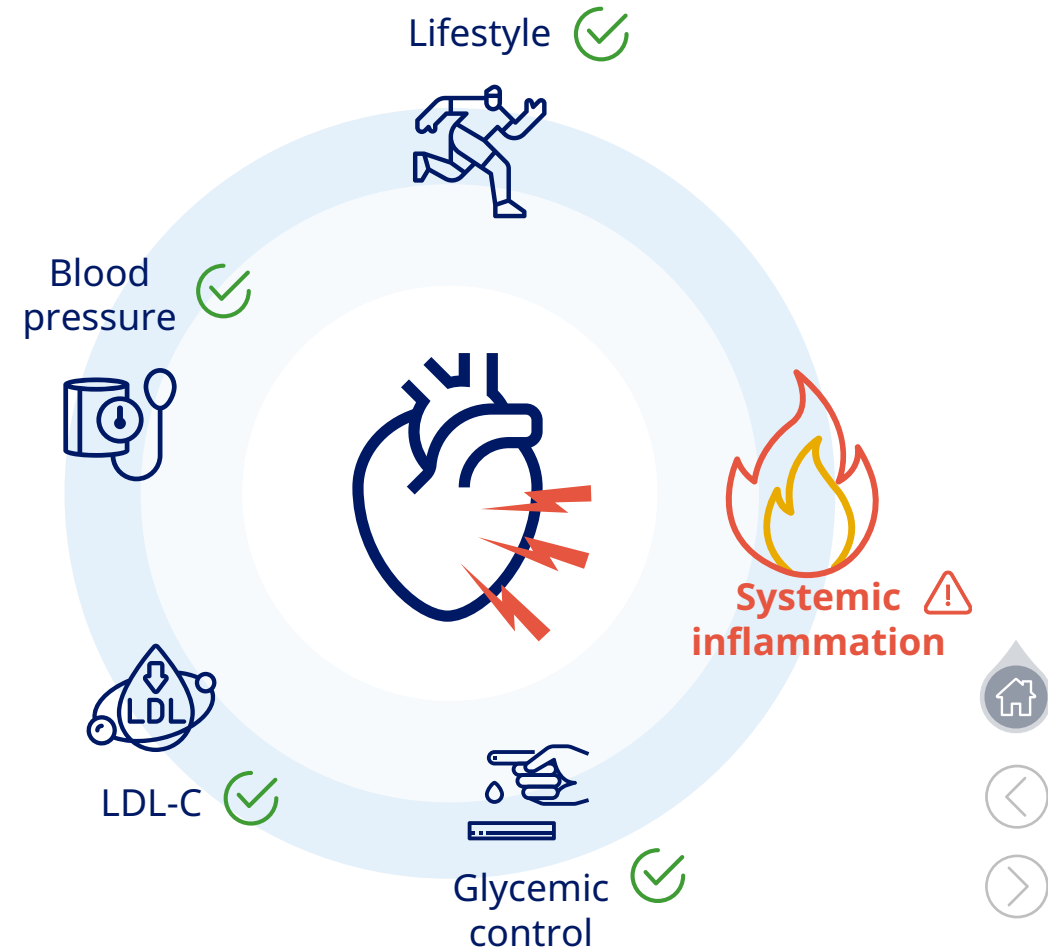 Lifestyle
Blood
pressure
Systemic
inflammation
LDL
LDL-C
Glycemic
control